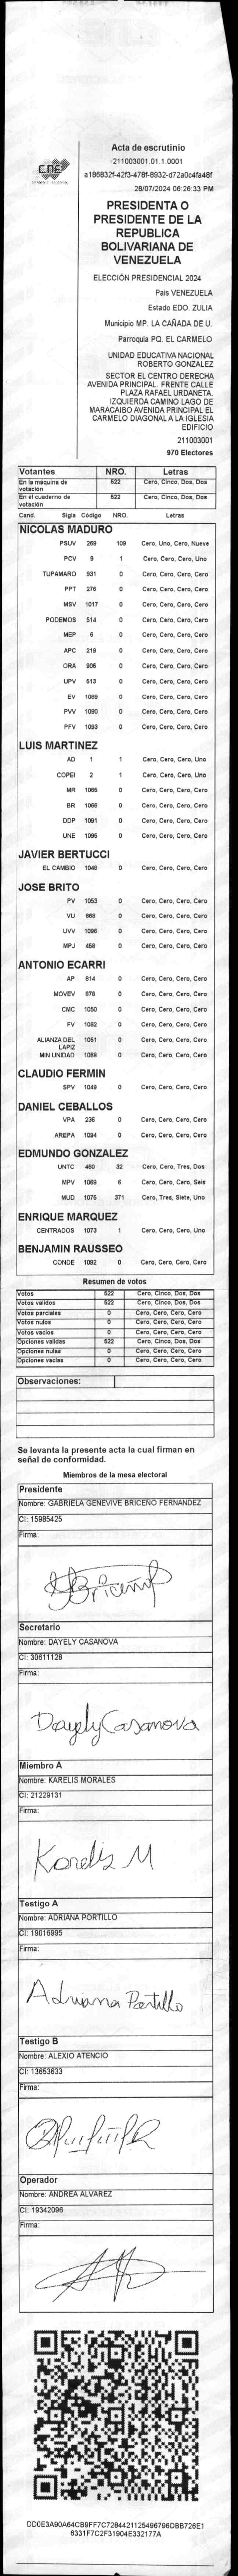 Acta de escrutinio
211003001.01.1.0001
a186832f-42f3-478f-8932-d72a0c4fa48f
28/07/2024 06:26:33 PM
CNE
PRESIDENTA O
PRESIDENTE DE LA
REPUBLICA
BOLIVARIANA DE
VENEZUELA
ELECCIÓN PRESIDENCIAL 2024
País VENEZUELA
Estado EDO. ZULIA
Municipio MP. LA CAÑADA DE U.
Parroquia PQ. EL CARMELO
UNIDAD EDUCATIVA NACIONAL
ROBERTO GONZALEZ
SECTOR EL CENTRO DERECHA
AVENIDA PRINCIPAL. FRENTE CALLE
PLAZA RAFAEL URDANETA.
IZQUIERDA CAMINO LAGO DE
MARACAIBO AVENIDA PRINCIPAL EL
CARMELO DIAGONAL A LA IGLESIA
EDIFICIO
211003001
970 Electores
Votantes NRO. Letras
En la máquina de votación 522 Cero, Cinco, Dos, Dos
En el cuaderno de votación 522 Cero, Cinco, Dos, Dos
Cand. Sigla Código NRO. Letras
NICOLAS MADURO
PSUV 269 109 Cero, Uno, Cero, Nueve
PCV 9 1 Cero, Cero, Cero, Uno
TUPAMARO 931 0 Cero, Cero, Cero, Cero
PPT 276 0 Cero, Cero, Cero, Cero
MSV 1017 0 Cero, Cero, Cero, Cero
PODEMOS 514 0 Cero, Cero, Cero, Cero
MEP 6 0 Cero, Cero, Cero, Cero
APC 219 0 Cero, Cero, Cero, Cero
ORA 906 0 Cero, Cero, Cero, Cero
UPV 513 0 Cero, Cero, Cero, Cero
EV 1089 0 Cero, Cero, Cero, Cero
PVV 1090 0 Cero, Cero, Cero, Cero
PFV 1093 0 Cero, Cero, Cero, Cero
LUIS MARTINEZ
AD 1 1 Cero, Cero, Cero, Uno
COPEI 2 1 Cero, Cero, Cero, Uno
MR 1065 0 Cero, Cero, Cero, Cero
BR 1066 0 Cero, Cero, Cero, Cero
DDP 1091 0 Cero, Cero, Cero, Cero
UNE 1095 0 Cero, Cero, Cero, Cero
JAVIER BERTUCCI
EL CAMBIO 1048 0 Cero, Cero, Cero, Cero
JOSE BRITO
PV 1053 0 Cero, Cero, Cero, Cero
VU 868 0 Cero, Cero, Cero, Cero
UVV 1096 0 Cero, Cero, Cero, Cero
MPJ 458 0 Cero, Cero, Cero, Cero
ANTONIO ECARRI
AP 814 0 Cero, Cero, Cero, Cero
MOVEV 876 0 Cero, Cero, Cero, Cero
CMC 1050 0 Cero, Cero, Cero, Cero
FV 1062 0 Cero, Cero, Cero, Cero
ALIANZA DEL LAPIZ 1051 0 Cero, Cero, Cero, Cero
MIN UNIDAD 1068 0 Cero, Cero, Cero, Cero
CLAUDIO FERMIN
SPV 1049 0 Cero, Cero, Cero, Cero
DANIEL CEBALLOS
VPA 236 0 Cero, Cero, Cero, Cero
AREPA 1094 0 Cero, Cero, Cero, Cero
EDMUNDO GONZALEZ
UNTC 460 32 Cero, Cero, Tres, Dos
MPV 1069 6 Cero, Cero, Cero, Seis
MUD 1075 371 Cero, Tres, Siete, Uno
ENRIQUE MARQUEZ
CENTRADOS 1073 1 Cero, Cero, Cero, Uno
BENJAMIN RAUSSEO
CONDE 1092 0 Cero, Cero, Cero, Cero
Resumen de votos
Votos 522 Cero, Cinco, Dos, Dos
Votos validos 522 Cero, Cinco, Dos, Dos
Votos parciales 0 Cero, Cero, Cero, Cero
Votos nulos 0 Cero, Cero, Cero, Cero
Votos vacios 0 Cero, Cero, Cero, Cero
Opciones validas 522 Cero, Cinco, Dos, Dos
Opciones nulas 0 Cero, Cero, Cero, Cero
Opciones vacias 0 Cero, Cero, Cero, Cero
Observaciones:
Se levanta la presente acta la cual firman en
señal de conformidad.
Miembros de la mesa electoral
Presidente
Nombre: GABRIELA GENEVIVE BRICEÑO FERNANDEZ
CI: 15985425
Firma:
Briceño
Secretario
Nombre: DAYELY CASANOVA
CI: 30611128
Firma:
Dayely Casanova
Miembro A
Nombre: KARELIS MORALES
CI: 21229131
Firma:
Karelis M
Testigo A
Nombre: ADRIANA PORTILLO
CI: 19016995
Firma:
Adriana Portillo
Testigo B
Nombre: ALEXIO ATENCIO
CI: 13653633
Firma:
Operador
Nombre: ANDREA ALVAREZ
CI: 19342096
Firma:
DD0E3A90A64CB9FF7C7284421125496796DBB726E1
6331F7C2F31904E332177A